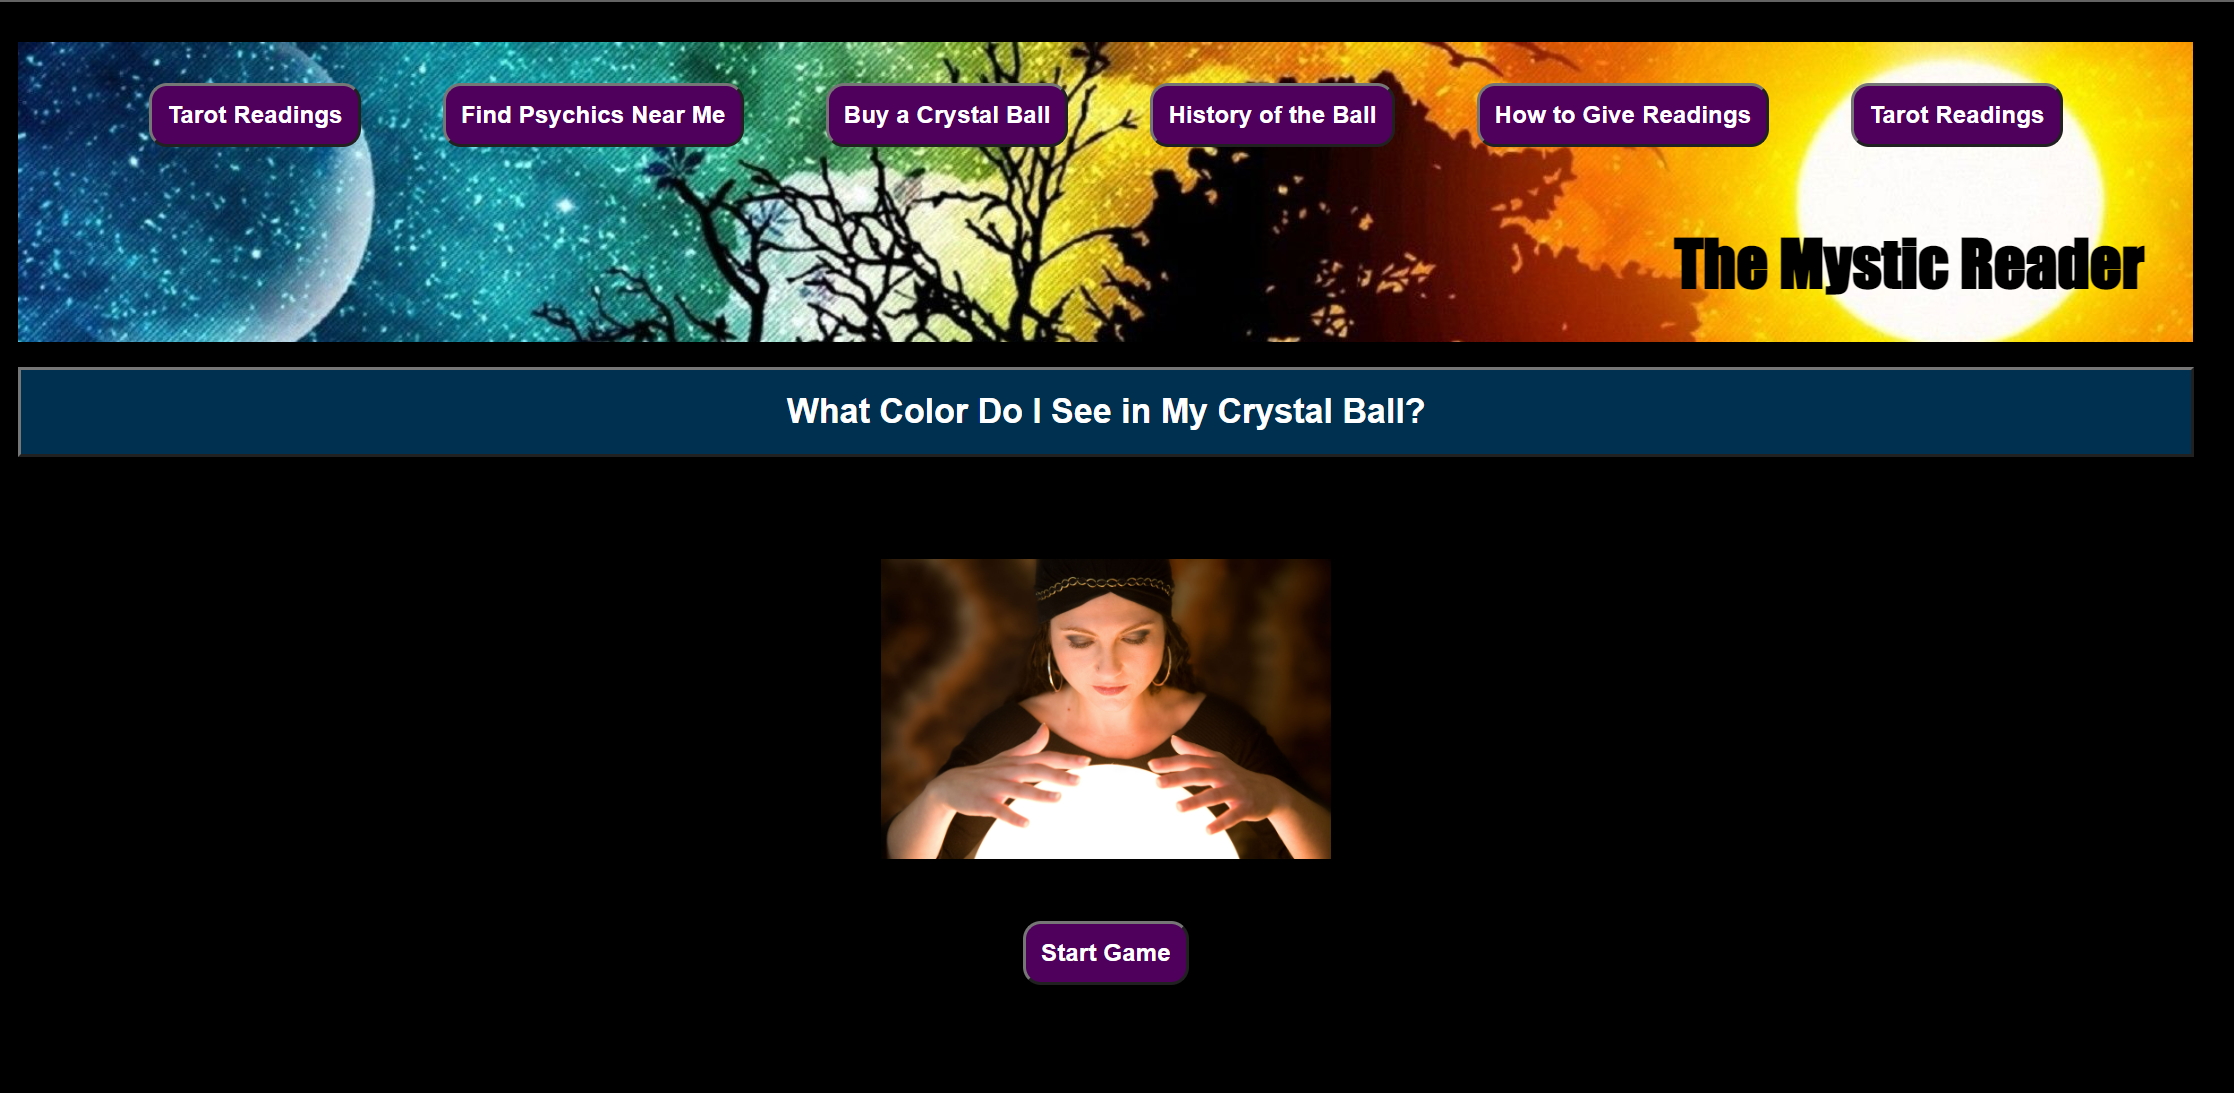 Tarot Readings
Find Psychics Near Me
Buy a Crystal Ball
History of the Ball
How to Give Readings
Tarot Readings
The Mystic Reader
What Color Do I See in My Crystal Ball?
Start Game